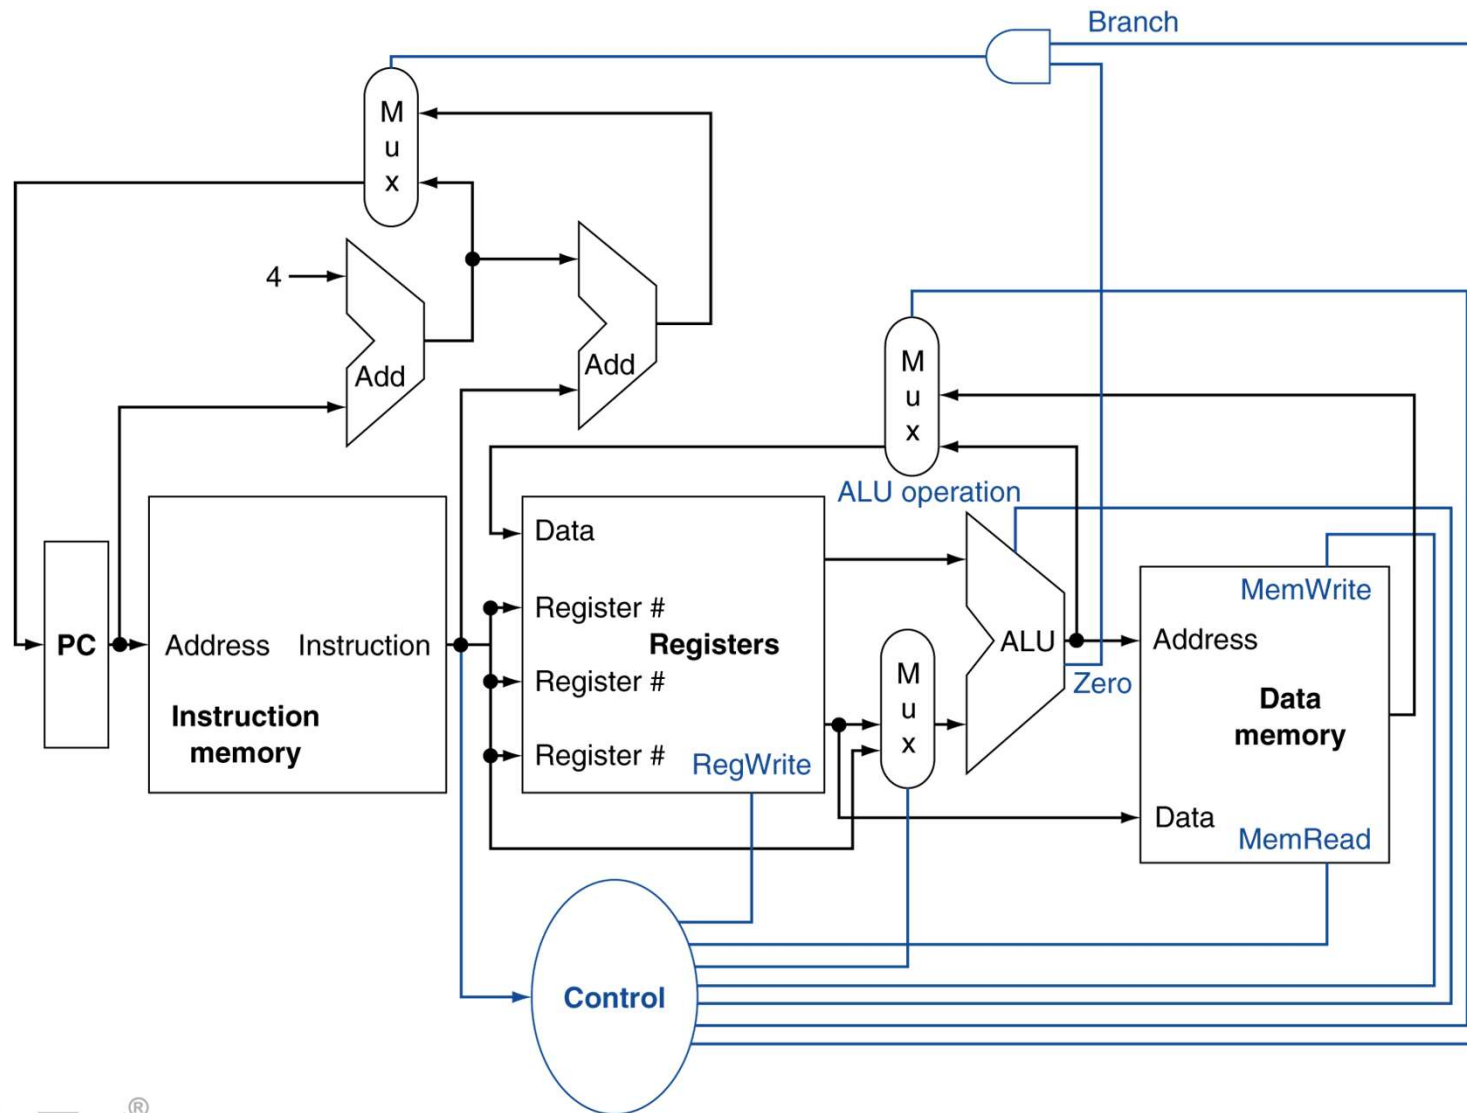 Branch
M
u
x
4
Add
Add
M
u
x
ALU operation
Data
Register #
Registers
Register #
Register #
RegWrite
PC
Address
Instruction
Instruction
memory
M
u
x
ALU
Zero
MemWrite
Address
Data
memory
Data
MemRead
Control
®